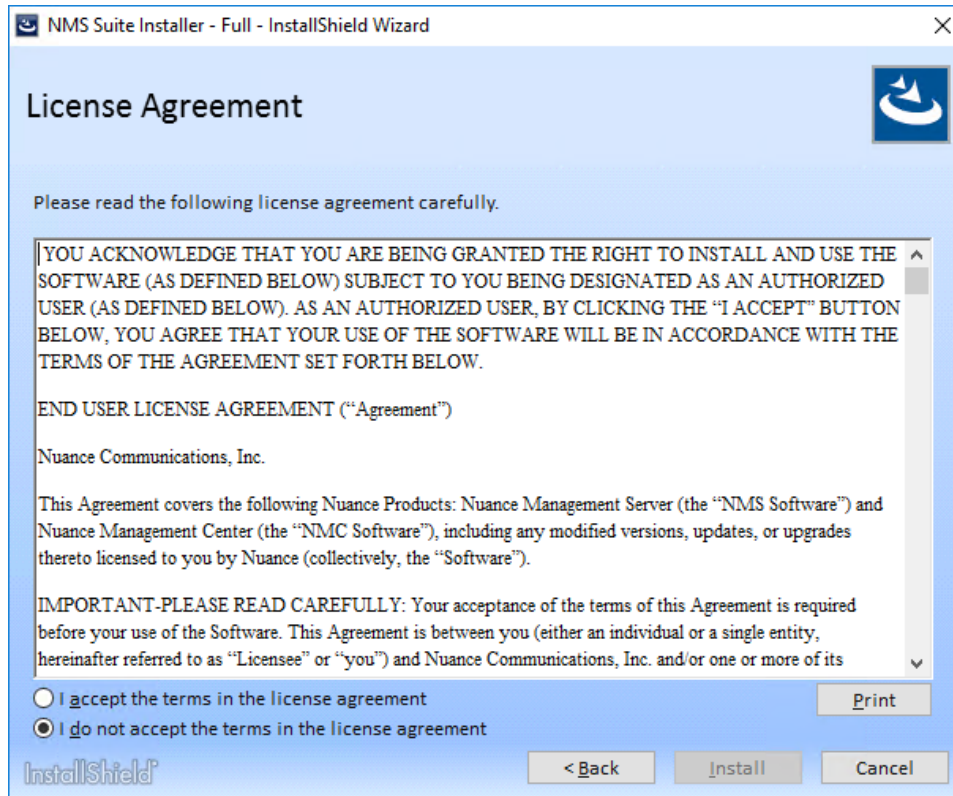 NMS Suite Installer - Full - InstallShield Wizard
License Agreement
Please read the following license agreement carefully.
YOU ACKNOWLEDGE THAT YOU ARE BEING GRANTED THE RIGHT TO INSTALL AND USE THE
SOFTWARE (AS DEFINED BELOW) SUBJECT TO YOU BEING DESIGNATED AS AN AUTHORIZED
USER (AS DEFINED BELOW). AS AN AUTHORIZED USER, BY CLICKING THE “I ACCEPT” BUTTON
BELOW, YOU AGREE THAT YOUR USE OF THE SOFTWARE WILL BE IN ACCORDANCE WITH THE
TERMS OF THE AGREEMENT SET FORTH BELOW.
END USER LICENSE AGREEMENT (“Agreement”)
Nuance Communications, Inc.
This Agreement covers the following Nuance Products: Nuance Management Server (the “NMS Software”) and
Nuance Management Center (the “NMC Software”), including any modified versions, updates, or upgrades
thereto licensed to you by Nuance (collectively, the “Software”).
IMPORTANT-PLEASE READ CAREFULLY: Your acceptance of the terms of this Agreement is required
before your use of the Software. This Agreement is between you (either an individual or a single entity,
hereinafter referred to as “Licensee” or “you”) and Nuance Communications, Inc. and/or one or more of its
I accept the terms in the license agreement
Print
I do not accept the terms in the license agreement
InstallShield
< Back
Install
Cancel